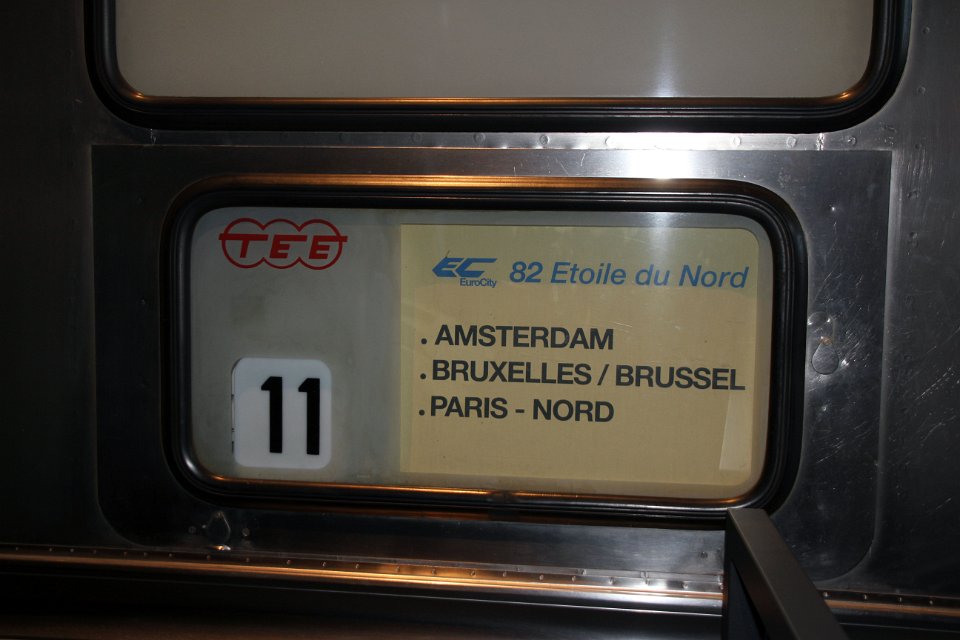 TEE
EC EuroCity 82 Etoile du Nord
. AMSTERDAM
. BRUXELLES / BRUSSEL
. PARIS - NORD
11